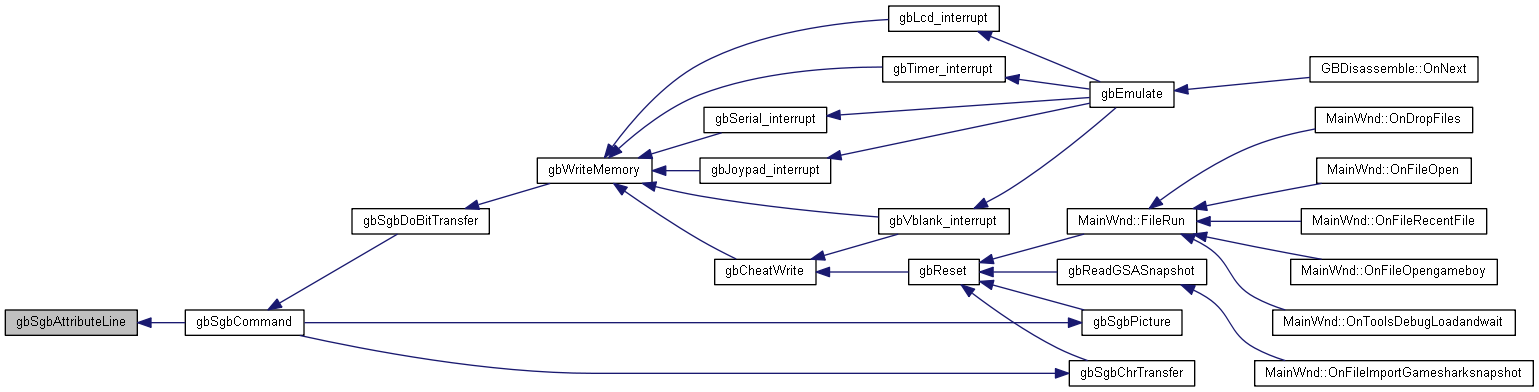 gbLcd_interrupt
gbTimer_interrupt
GBDisassemble::OnNext
gbEmulate
gbSerial_interrupt
MainWnd::OnDropFiles
gbWriteMemory
gbJoypad_interrupt
MainWnd::OnFileOpen
gbSgbDoBitTransfer
gbVblank_interrupt
MainWnd::FileRun
MainWnd::OnFileRecentFile
gbCheatWrite
gbReset
gbReadGSASnapshot
MainWnd::OnFileOpengameboy
gbSgbAttributeLine
gbSgbCommand
gbSgbPicture
MainWnd::OnToolsDebugLoadandwait
gbSgbChrTransfer
MainWnd::OnFileImportGamesharksnapshot